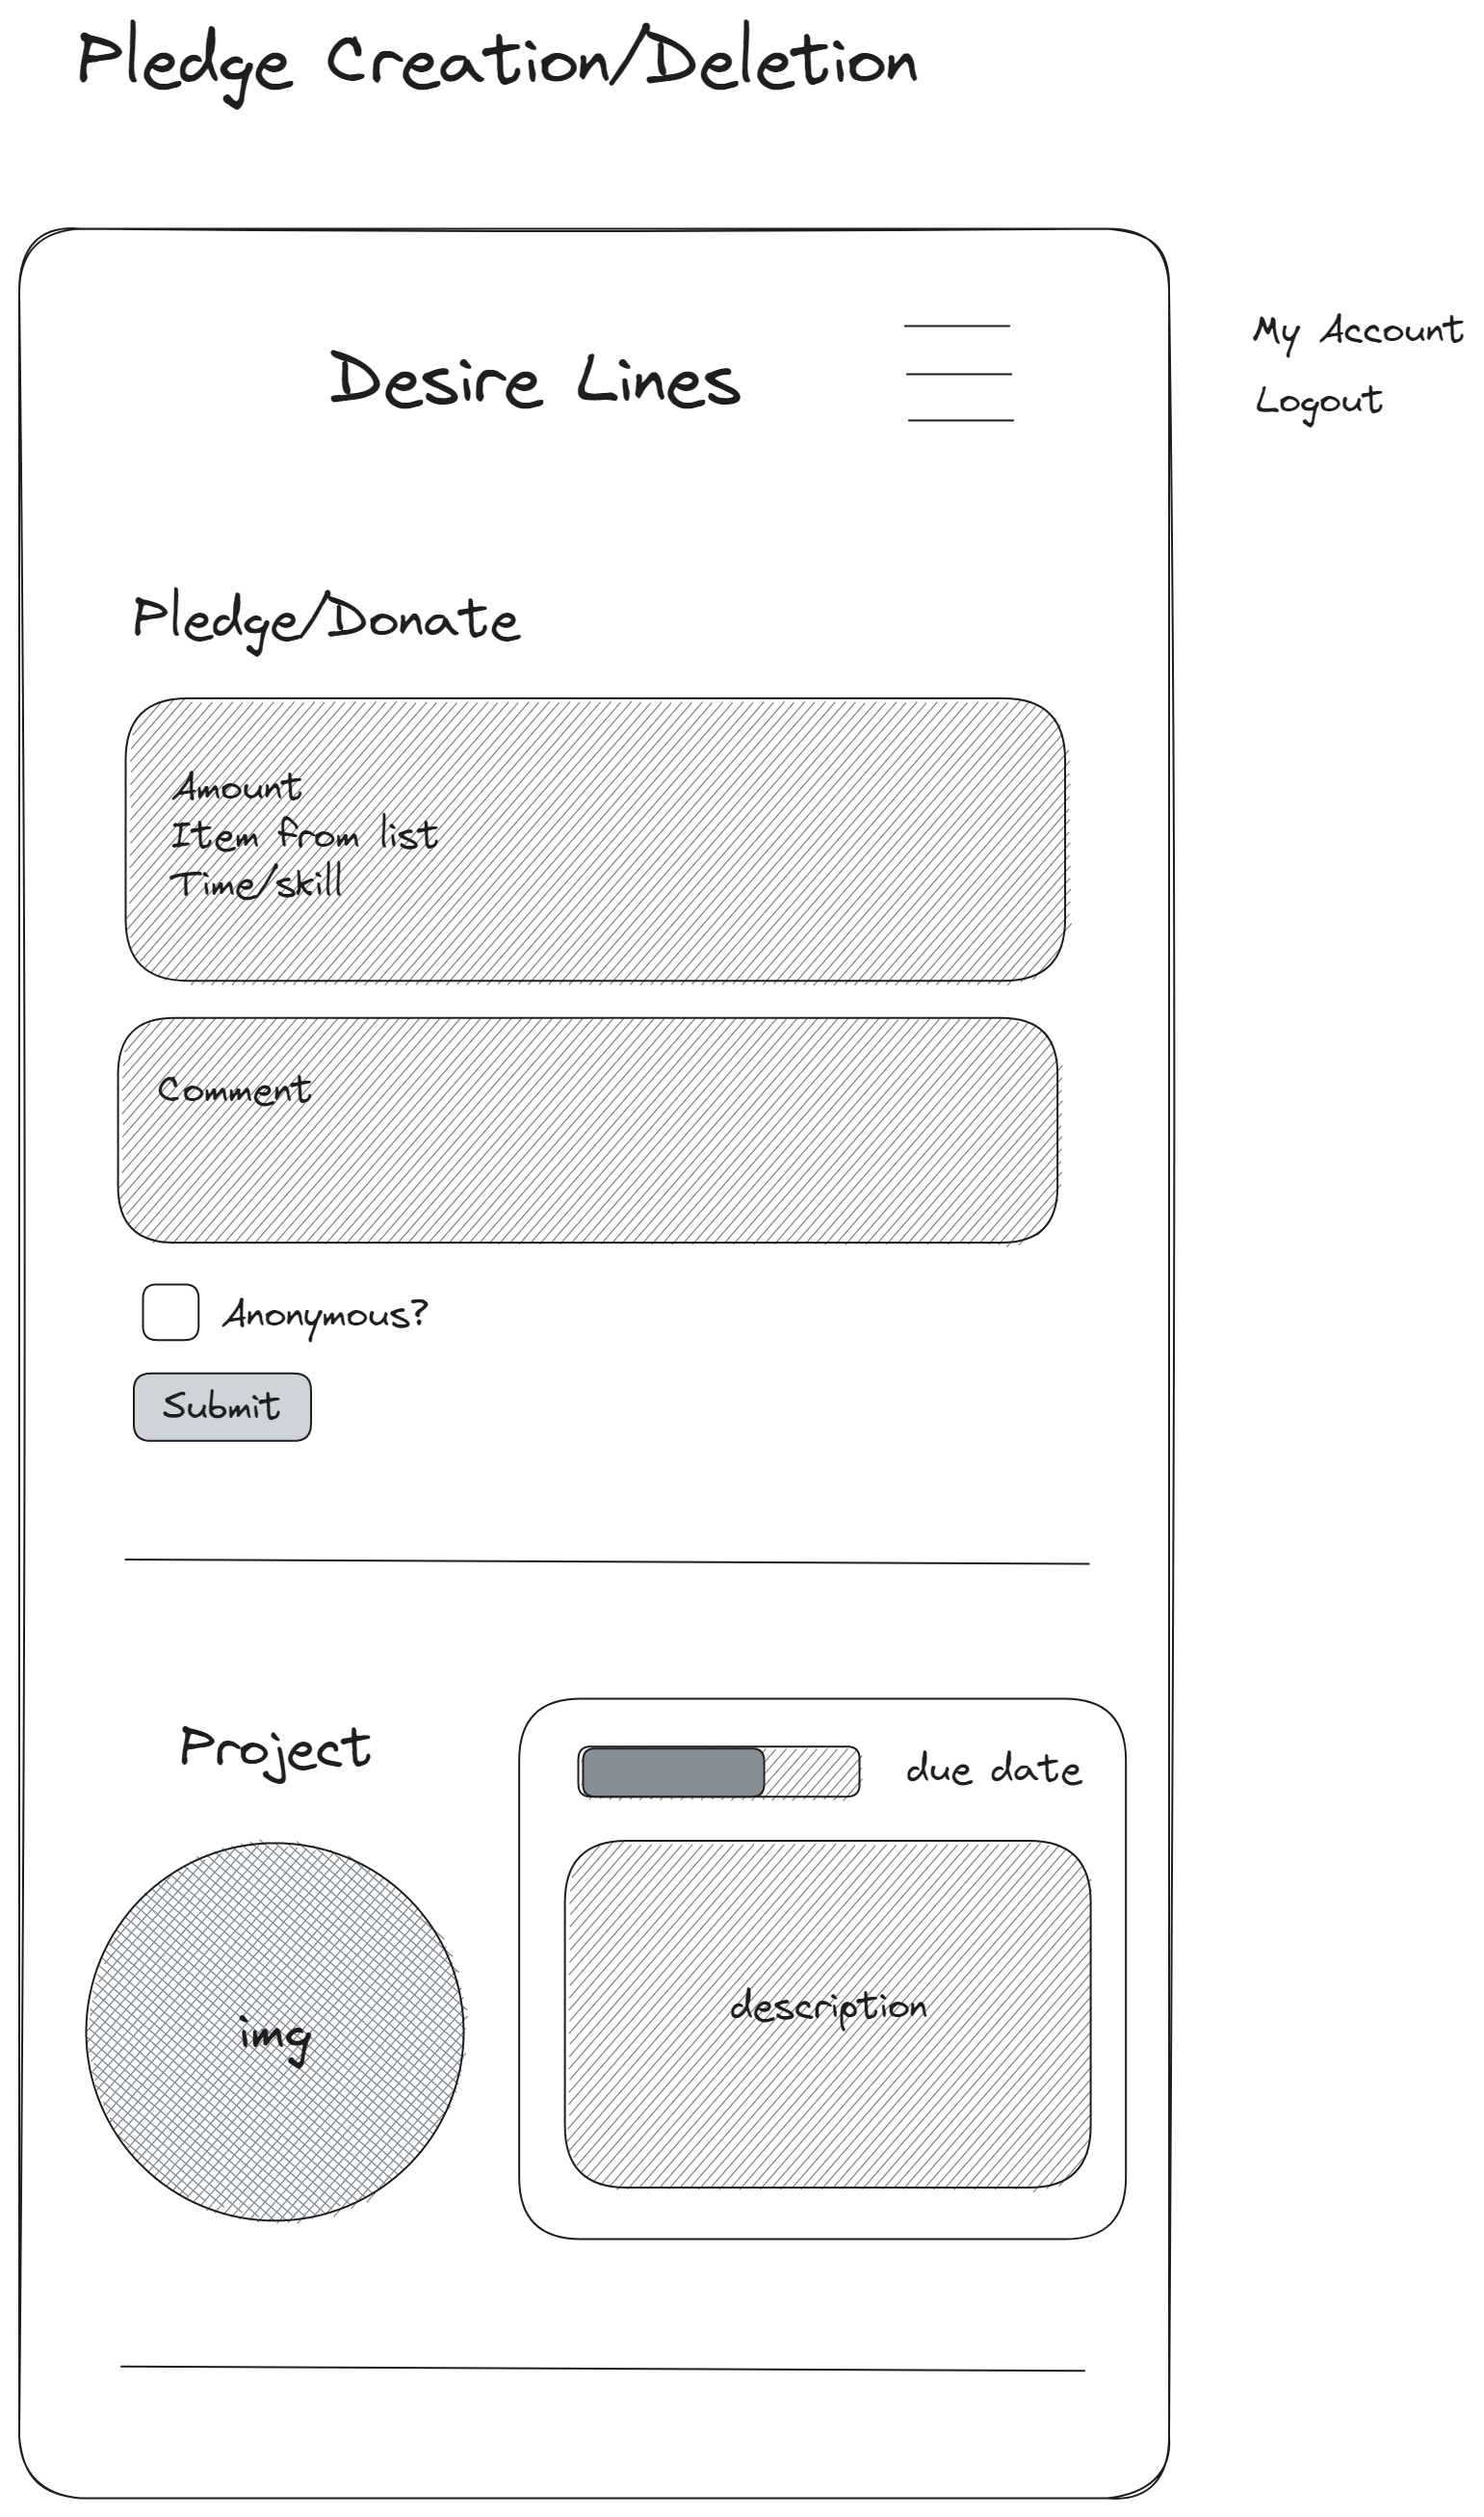 Pledge Creation/Deletion
Desire Lines
My Account
Logout
Pledge/Donate
Amount
Item from list
Time/skill
Comment
Anonymous?
Submit
Project
due date
img
description